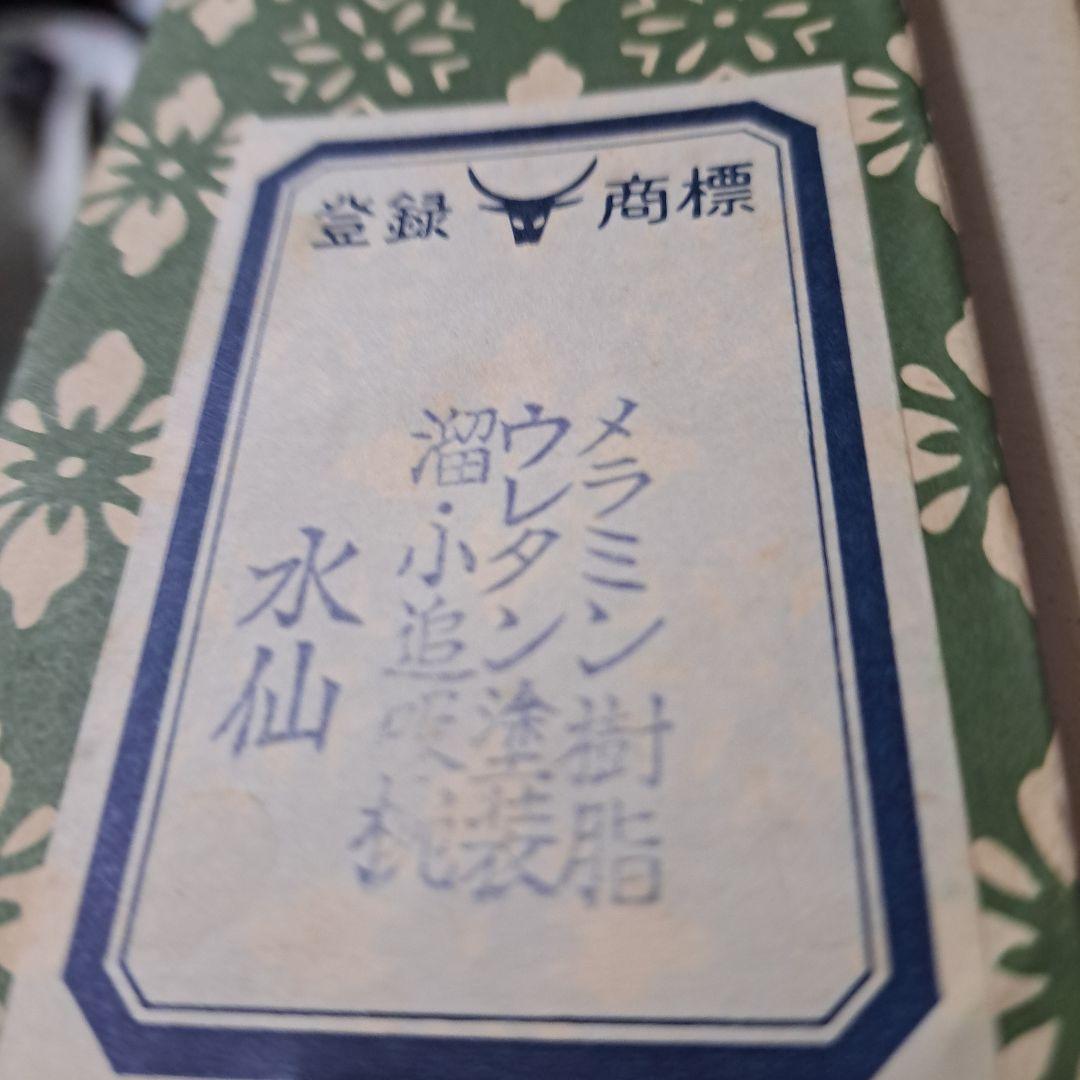 登録 商標
メラミン樹脂
ウレタン塗装
溜・小追吸椀
水仙